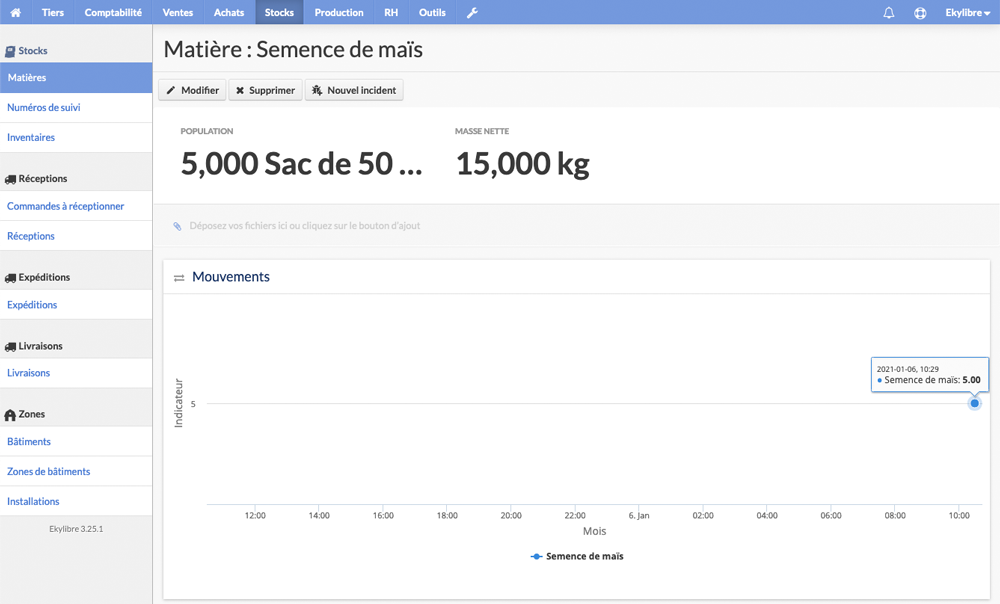 Tiers Comptabilité Ventes Achats Stocks Production RH Outils Ekylibre
Stocks
Matières
Numéros de suivi
Inventaires
Réceptions
Commandes à réceptionner
Réceptions
Expéditions
Expéditions
Livraisons
Livraisons
Zones
Bâtiments
Zones de bâtiments
Installations
Ekylibre 3.25.1
Matière : Semence de maïs
Modifier Supprimer Nouvel incident
POPULATION MASSE NETTE
5,000 Sac de 50 ... 15,000 kg
Déposez vos fichiers ici ou cliquez sur le bouton d'ajout
Mouvements
2021-01-06, 10:29
Semence de maïs: 5.00
Indicateur
5
12:00 14:00 16:00 18:00 20:00 22:00 6. Jan 02:00 04:00 06:00 08:00 10:00
Mois
Semence de maïs